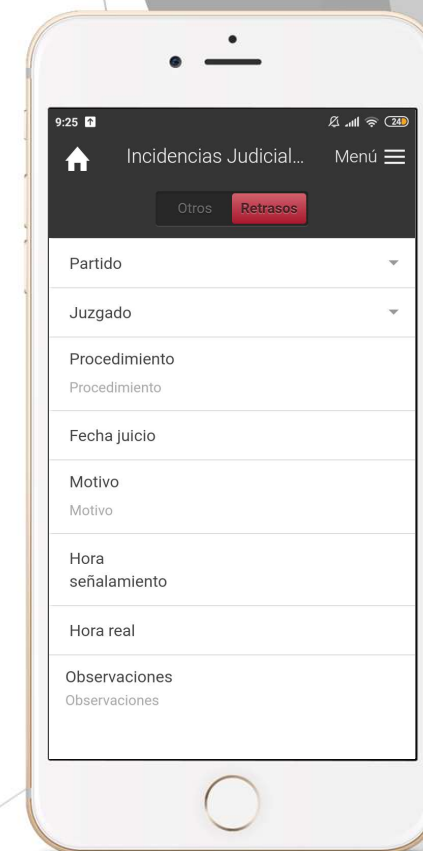 9:25
24
Incidencias Judicial... Menú
Otros Retrasos
Partido
Juzgado
Procedimiento
Procedimiento
Fecha juicio
Motivo
Motivo
Hora
señalamiento
Hora real
Observaciones
Observaciones